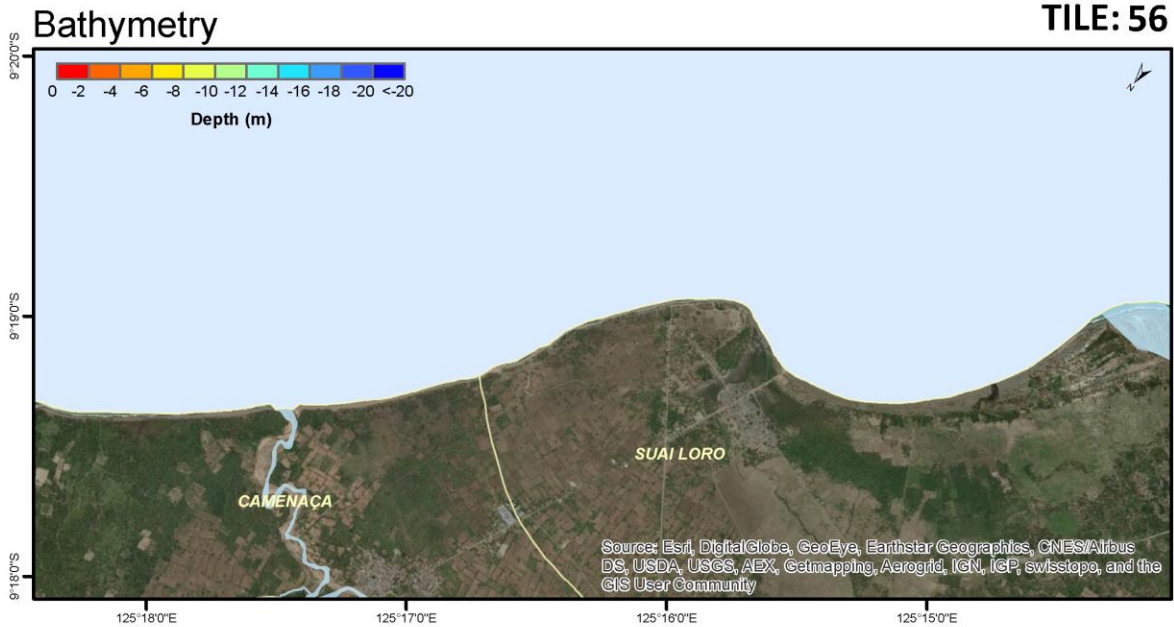 Bathymetry
TILE: 56
9°20'0"S
0 -2 -4 -6 -8 -10 -12 -14 -16 -18 -20 <-20
Depth (m)
N
9°19'0"S
SUAI LORO
CAMENAÇA
9°18'0"S
Source: Esri, DigitalGlobe, GeoEye, Earthstar Geographics, CNES/Airbus
DS, USDA, USGS, AEX, Getmapping, Aerogrid, IGN, IGP, swisstopo, and the
GIS User Community
125°18'0"E 125°17'0"E 125°16'0"E 125°15'0"E